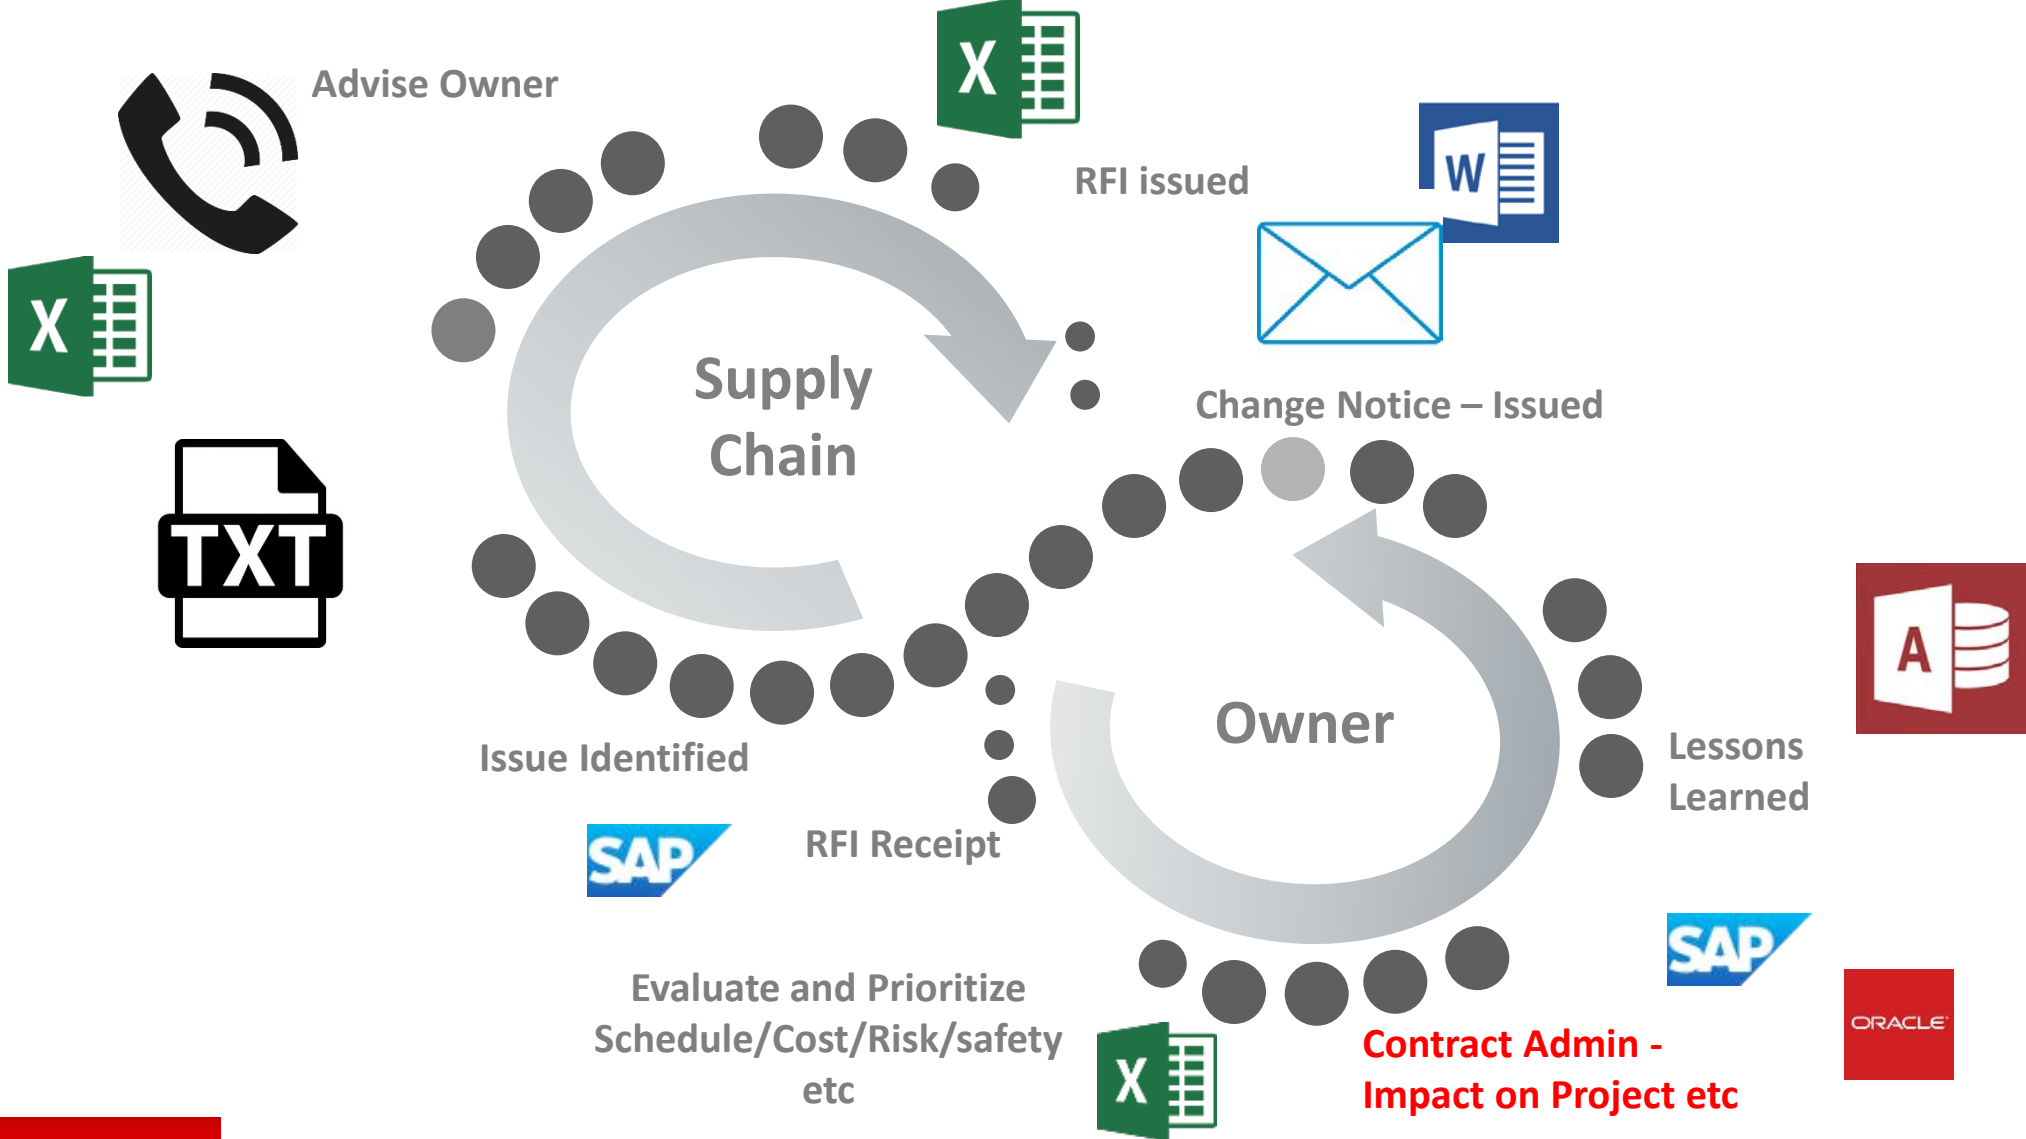 X
Advise Owner
RFI issued
W
X
Supply
Chain
Change Notice – Issued
TXT
A
Owner
Issue Identified
Lessons
Learned
RFI Receipt
SAP
SAP
Evaluate and Prioritize
Schedule/Cost/Risk/safety
etc
X
Contract Admin -
Impact on Project etc
ORACLE